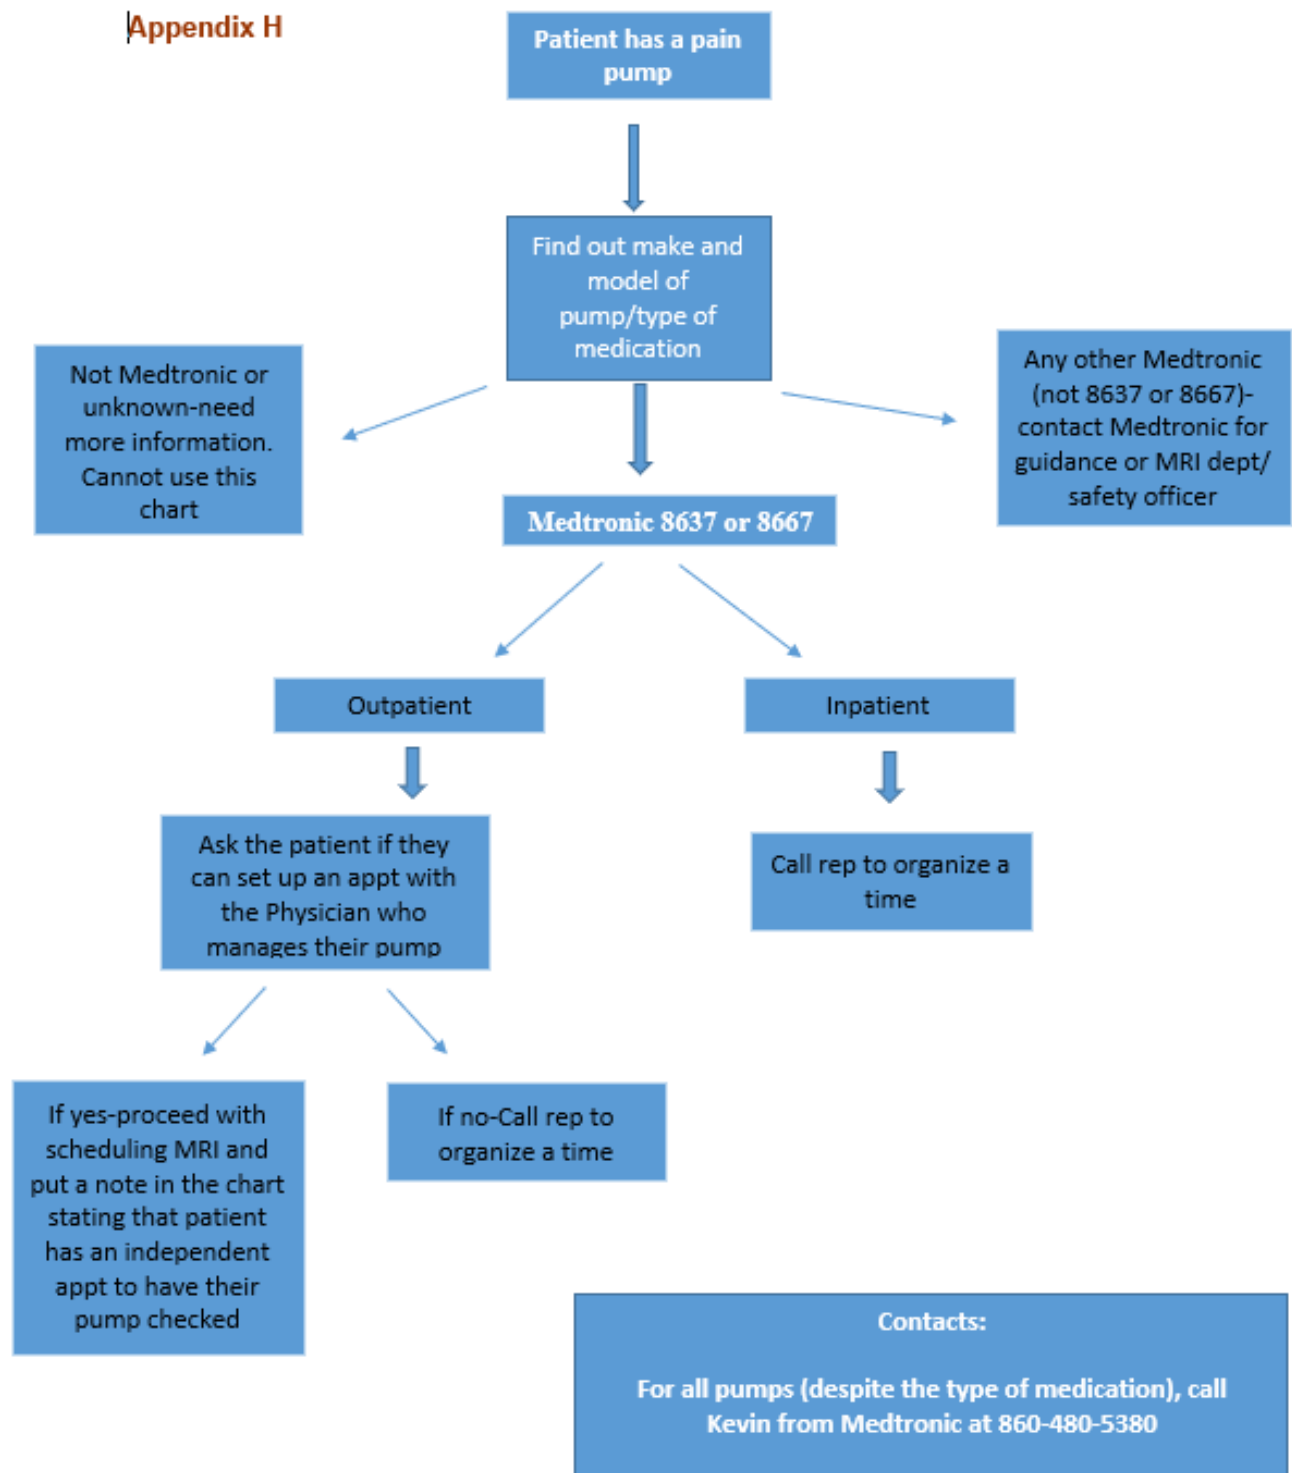 Appendix H
Patient has a pain
pump
Find out make and
model of
pump/type of
medication
Not Medtronic or
unknown-need
more information.
Cannot use this
chart
Any other Medtronic
(not 8637 or 8667)-
contact Medtronic for
guidance or MRI dept/
safety officer
Medtronic 8637 or 8667
Outpatient
Inpatient
Ask the patient if they
can set up an appt with
the Physician who
manages their pump
Call rep to organize a
time
If yes-proceed with
scheduling MRI and
put a note in the chart
stating that patient
has an independent
appt to have their
pump checked
If no-Call rep to
organize a time
Contacts:
For all pumps (despite the type of medication), call
Kevin from Medtronic at 860-480-5380